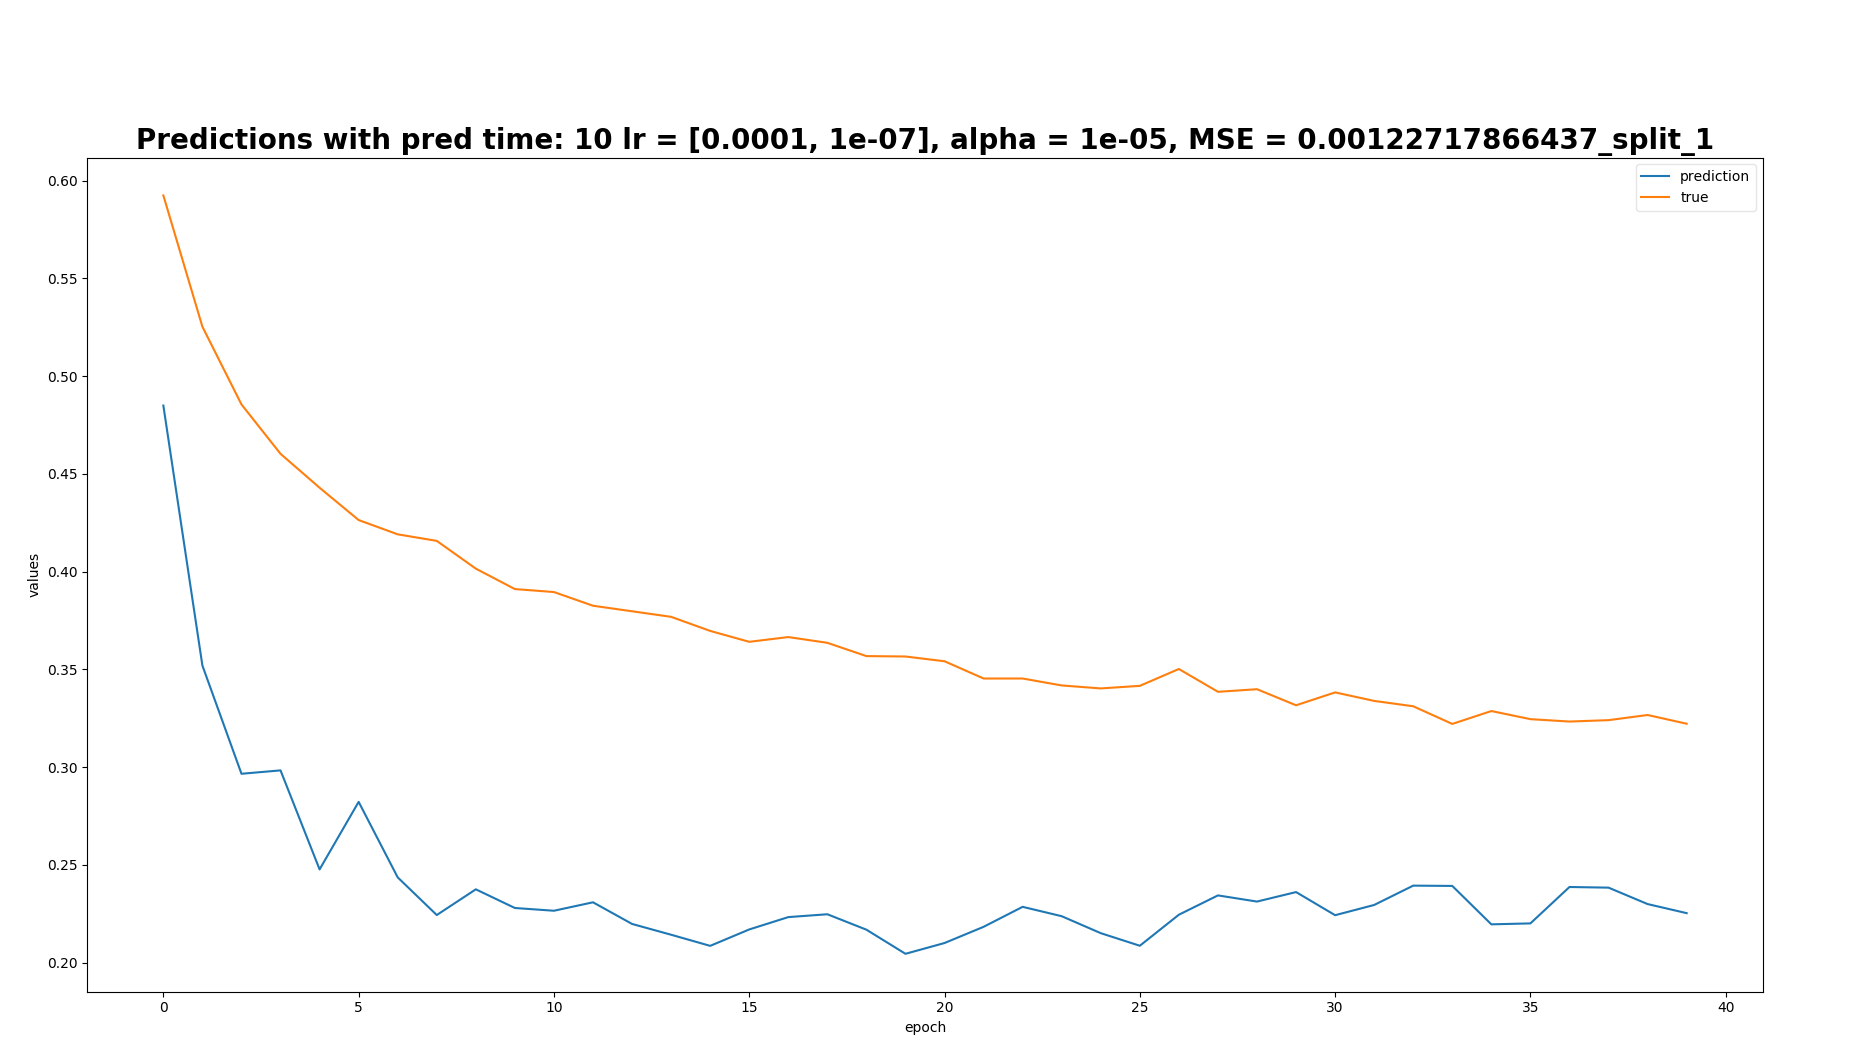 Predictions with pred time: 10 lr = [0.0001, 1e-07], alpha = 1e-05, MSE = 0.00122717866437_split_1
prediction
true
0.60
0.55
0.50
0.45
0.40
0.35
0.30
0.25
0.20
values
0 5 10 15 20 25 30 35 40
epoch